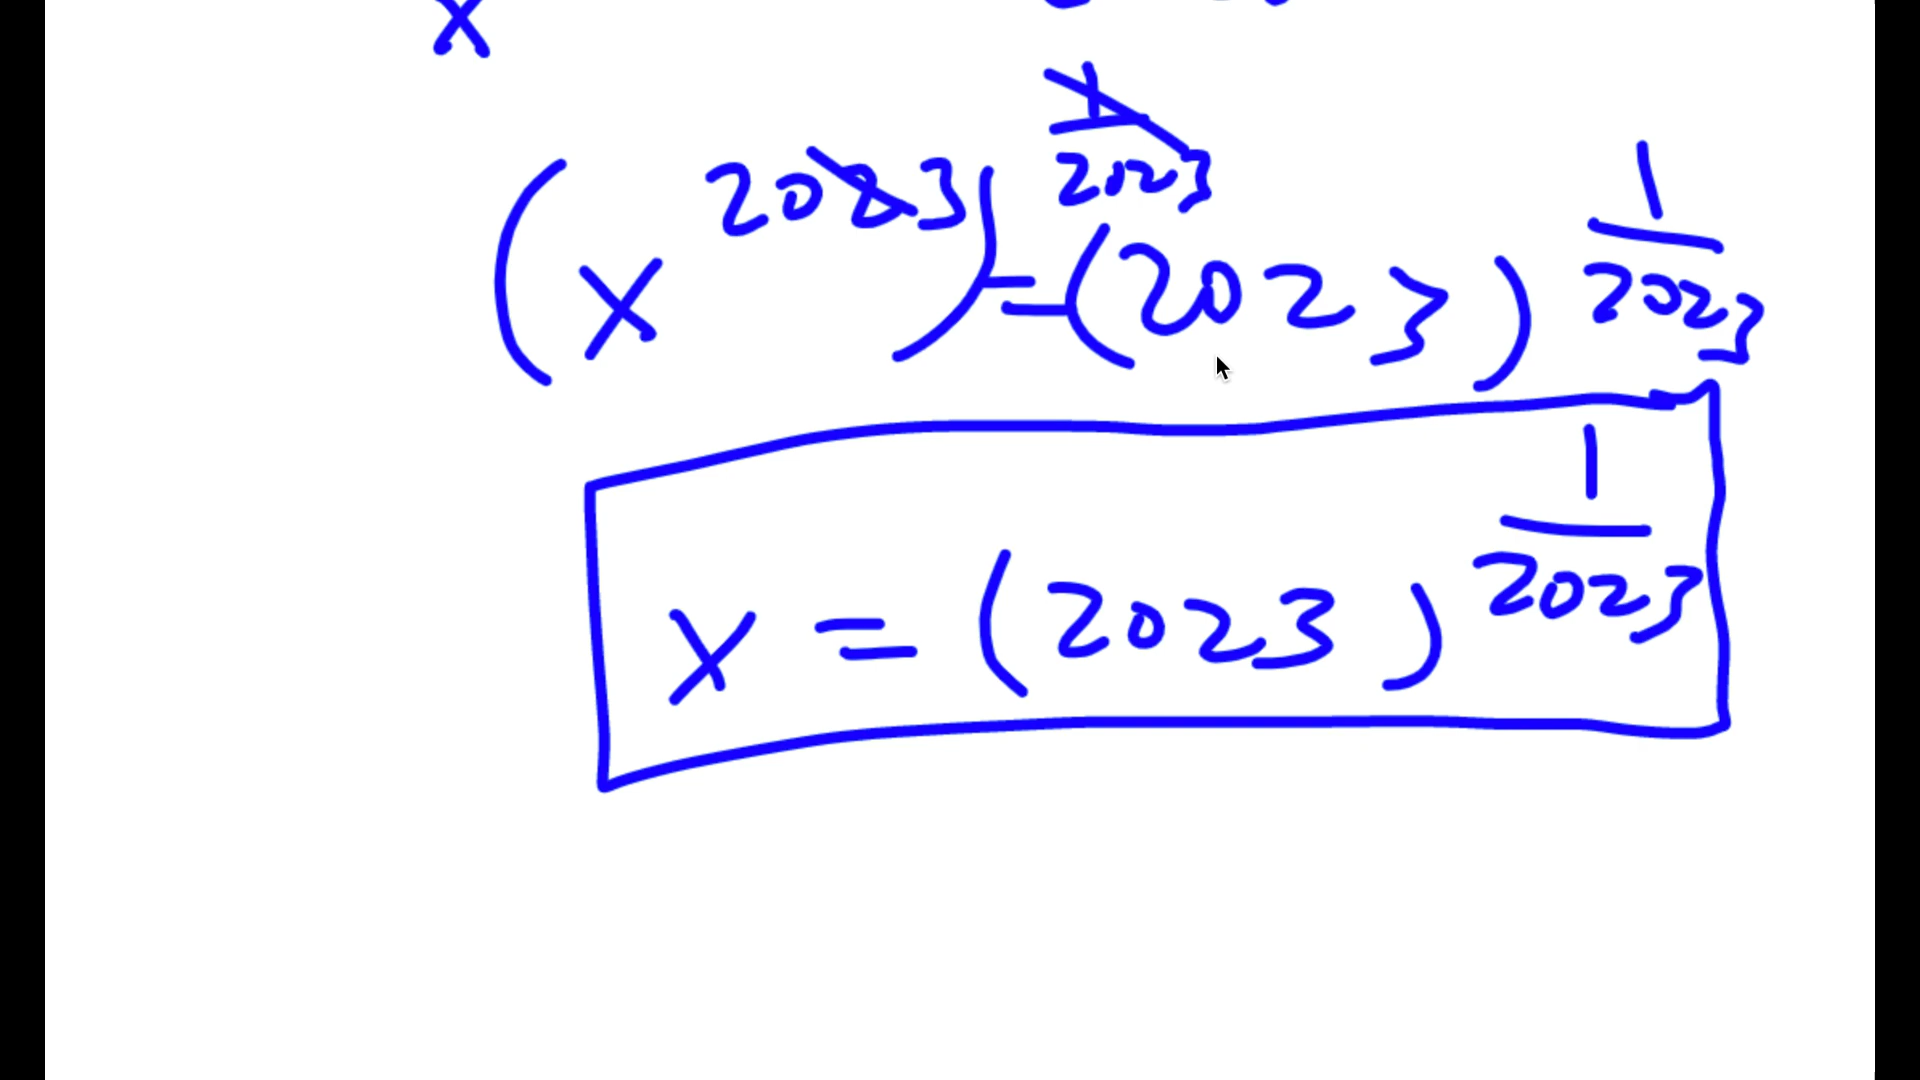 x
(x^2023)^(1/2023) = (2023)^(1/2023)
x = (2023)^(1/2023)